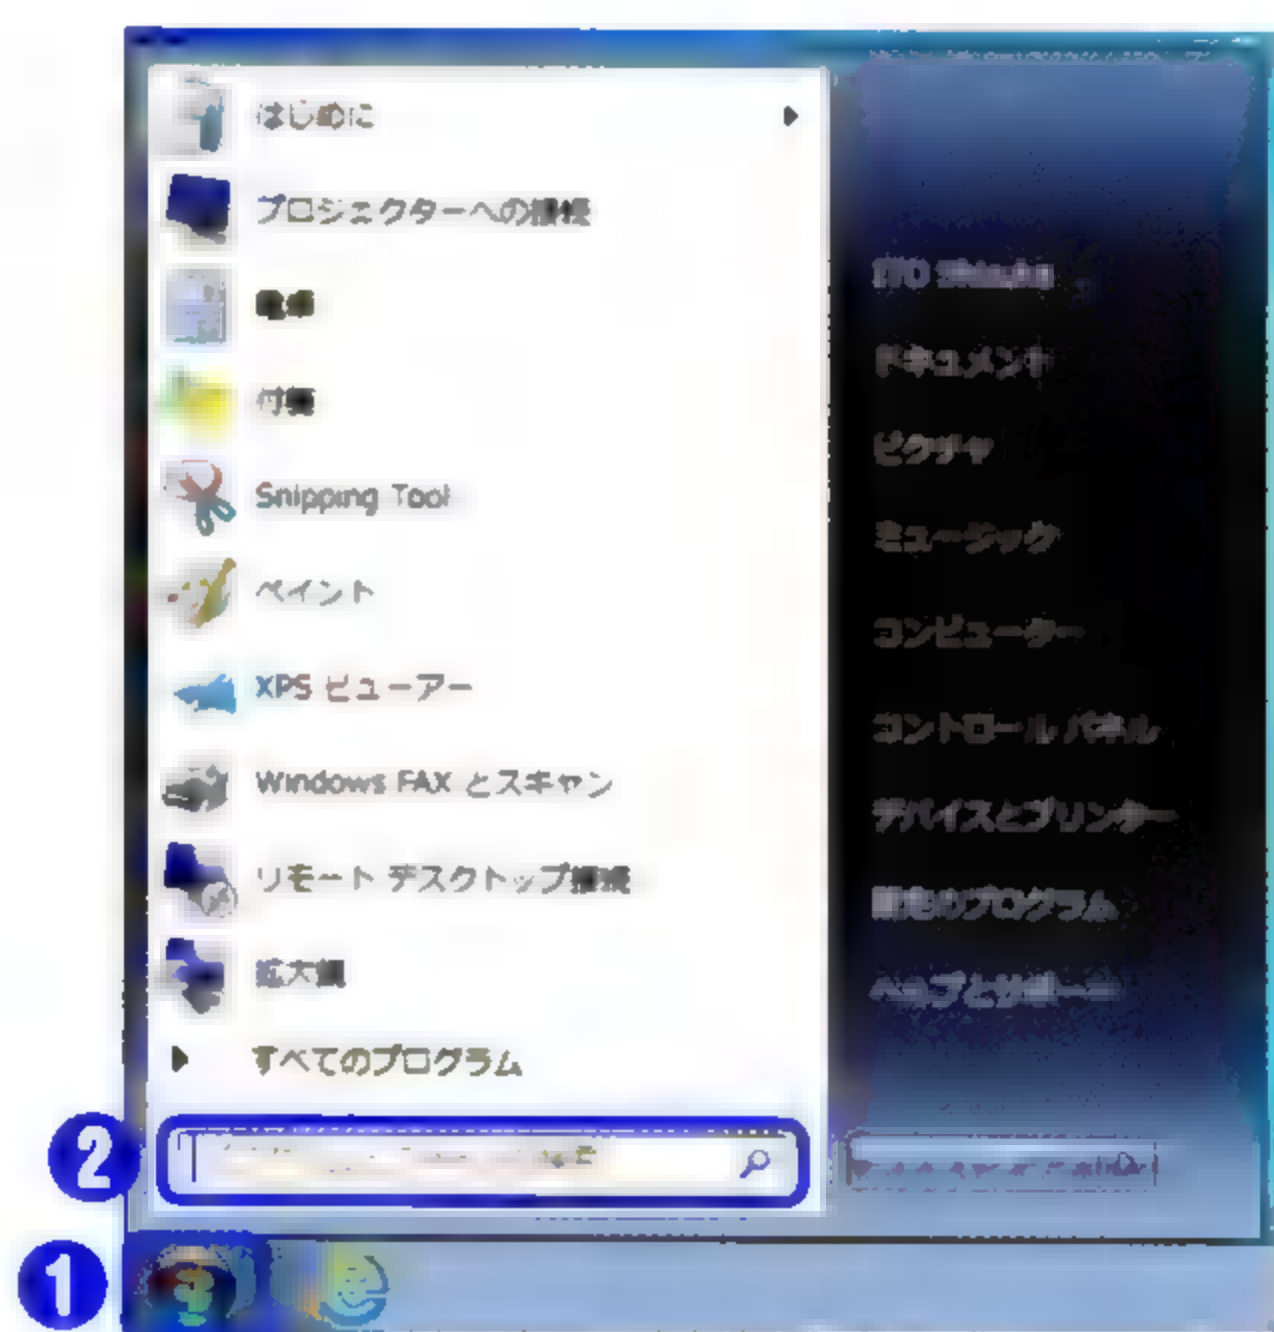 はじめに
プロジェクターへの接続
電卓
付箋
Snipping Tool
ペイント
XPS ビューアー
Windows FAX とスキャン
リモート デスクトップ接続
拡大鏡
すべてのプログラム
2
1
ITO
ドキュメント
ピクチャ
ミュージック
コンピューター
コントロール パネル
デバイスとプリンター
既定のプログラム
ヘルプとサポート